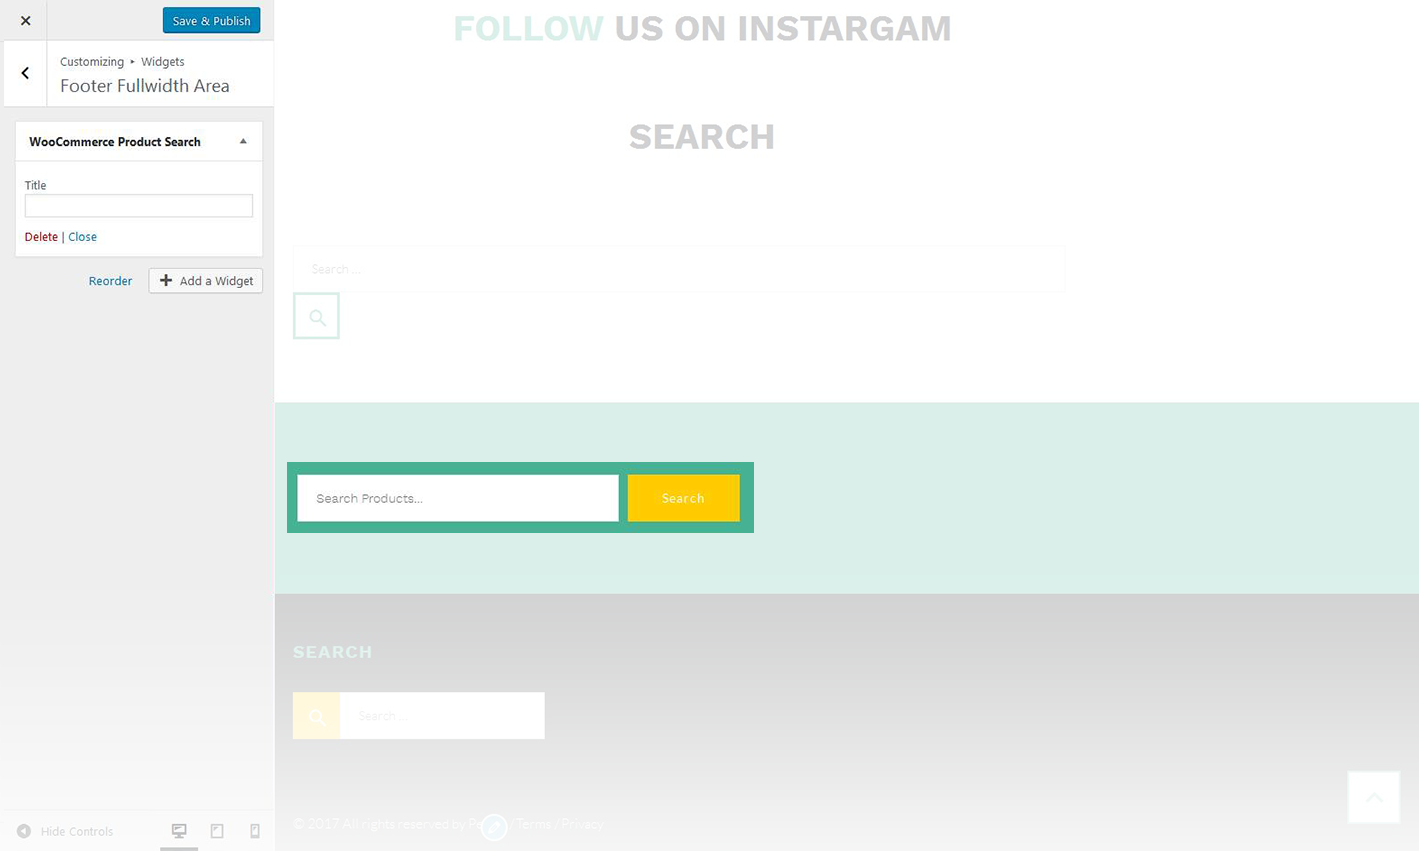 Save & Publish
Customizing ▸ Widgets
Footer Fullwidth Area
WooCommerce Product Search
Title
Delete | Close
Reorder
Add a Widget
Hide Controls
FOLLOW US ON INSTARGAM
SEARCH
Search ...
Search Products...
Search
SEARCH
Search ...
© 2017 All rights reserved by
/ Terms / Privacy